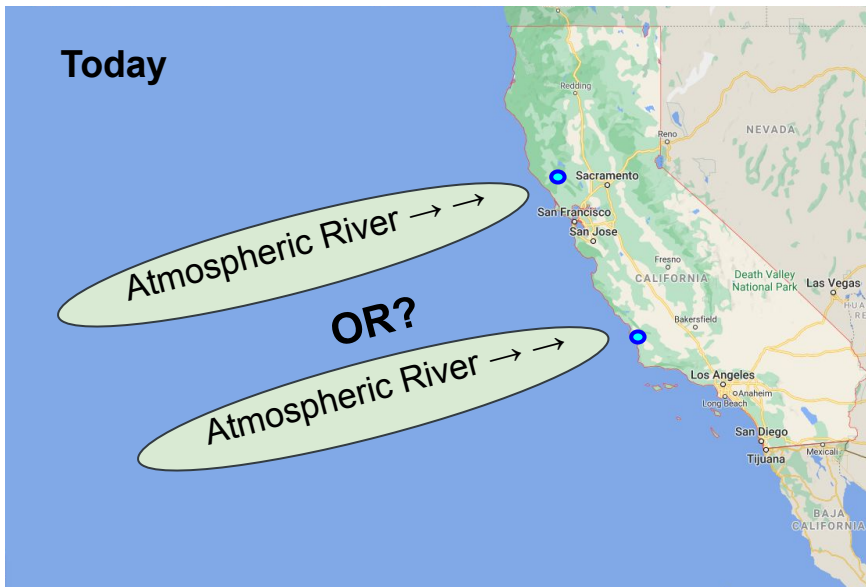 Today
Redding
Reno
NEVADA
Sacramento
Atmospheric River → →
San Francisco
San Jose
Fresno
CALIFORNIA
Death Valley
National Park
Las Vegas
OR?
Bakersfield
Atmospheric River → →
Los Angeles
Anaheim
Long Beach
San Diego
Tijuana
Mexicali
BAJA
CALIFORNIA